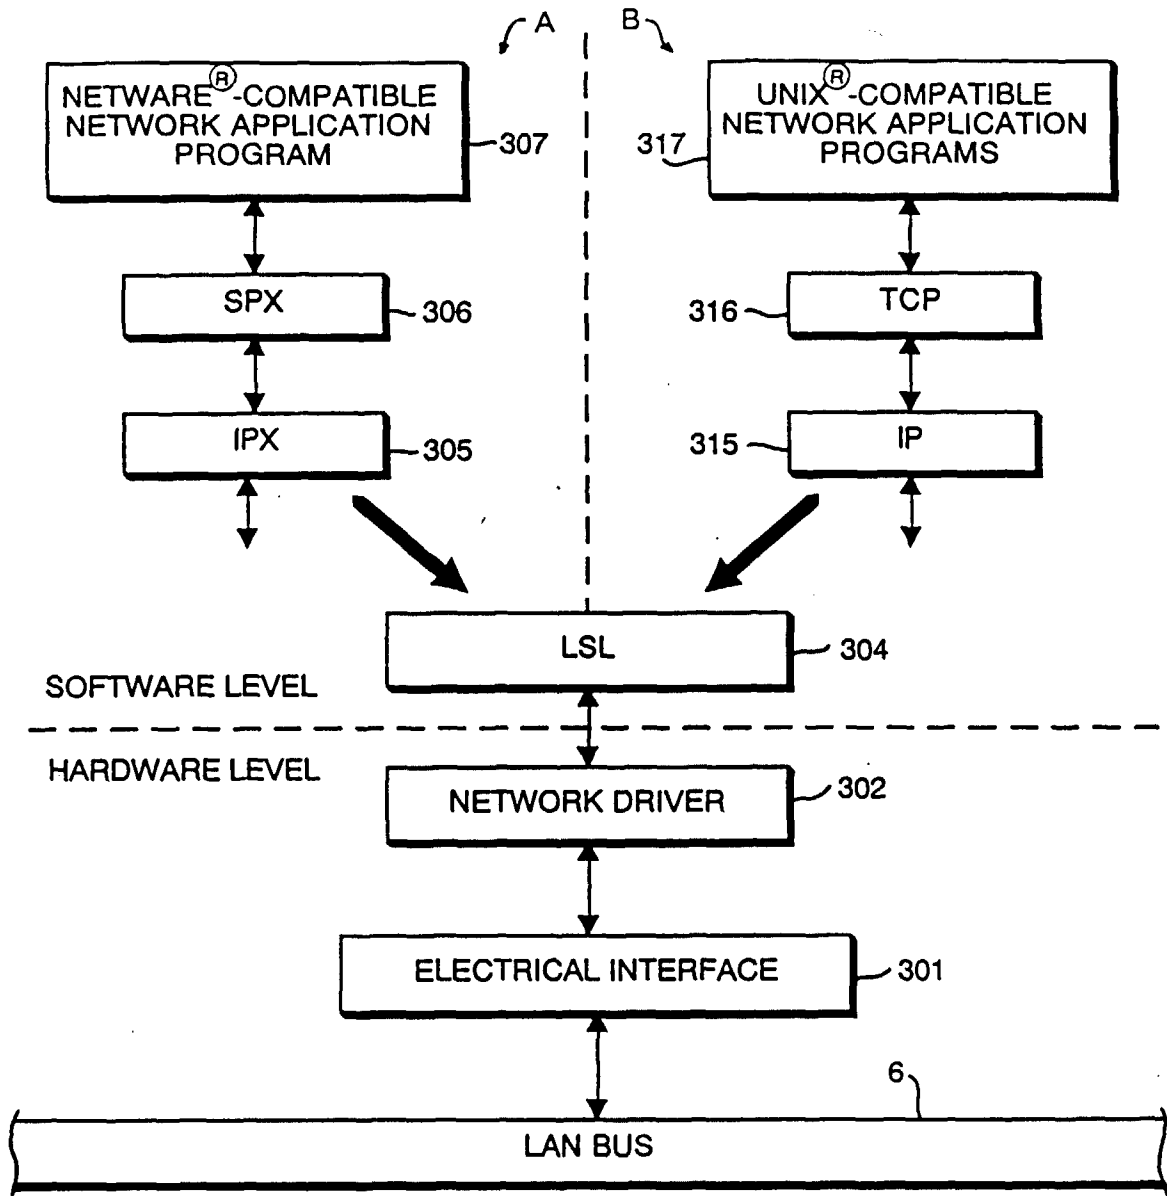 A
B
NETWARE®-COMPATIBLE
NETWORK APPLICATION
PROGRAM
307
317
UNIX®-COMPATIBLE
NETWORK APPLICATION
PROGRAMS
SPX
306
316
TCP
IPX
305
315
IP
LSL
304
SOFTWARE LEVEL
HARDWARE LEVEL
NETWORK DRIVER
302
ELECTRICAL INTERFACE
301
6
LAN BUS